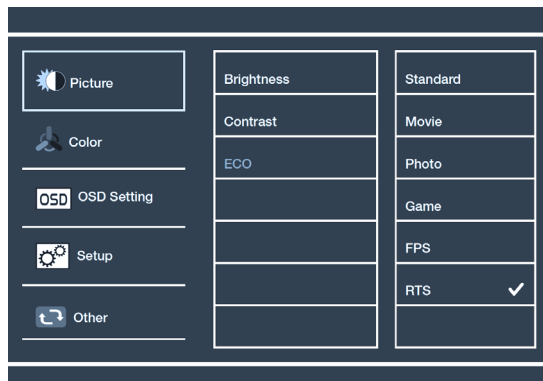 Picture
Color
OSD OSD Setting
Setup
Other
Brightness
Contrast
ECO
Standard
Movie
Photo
Game
FPS
RTS